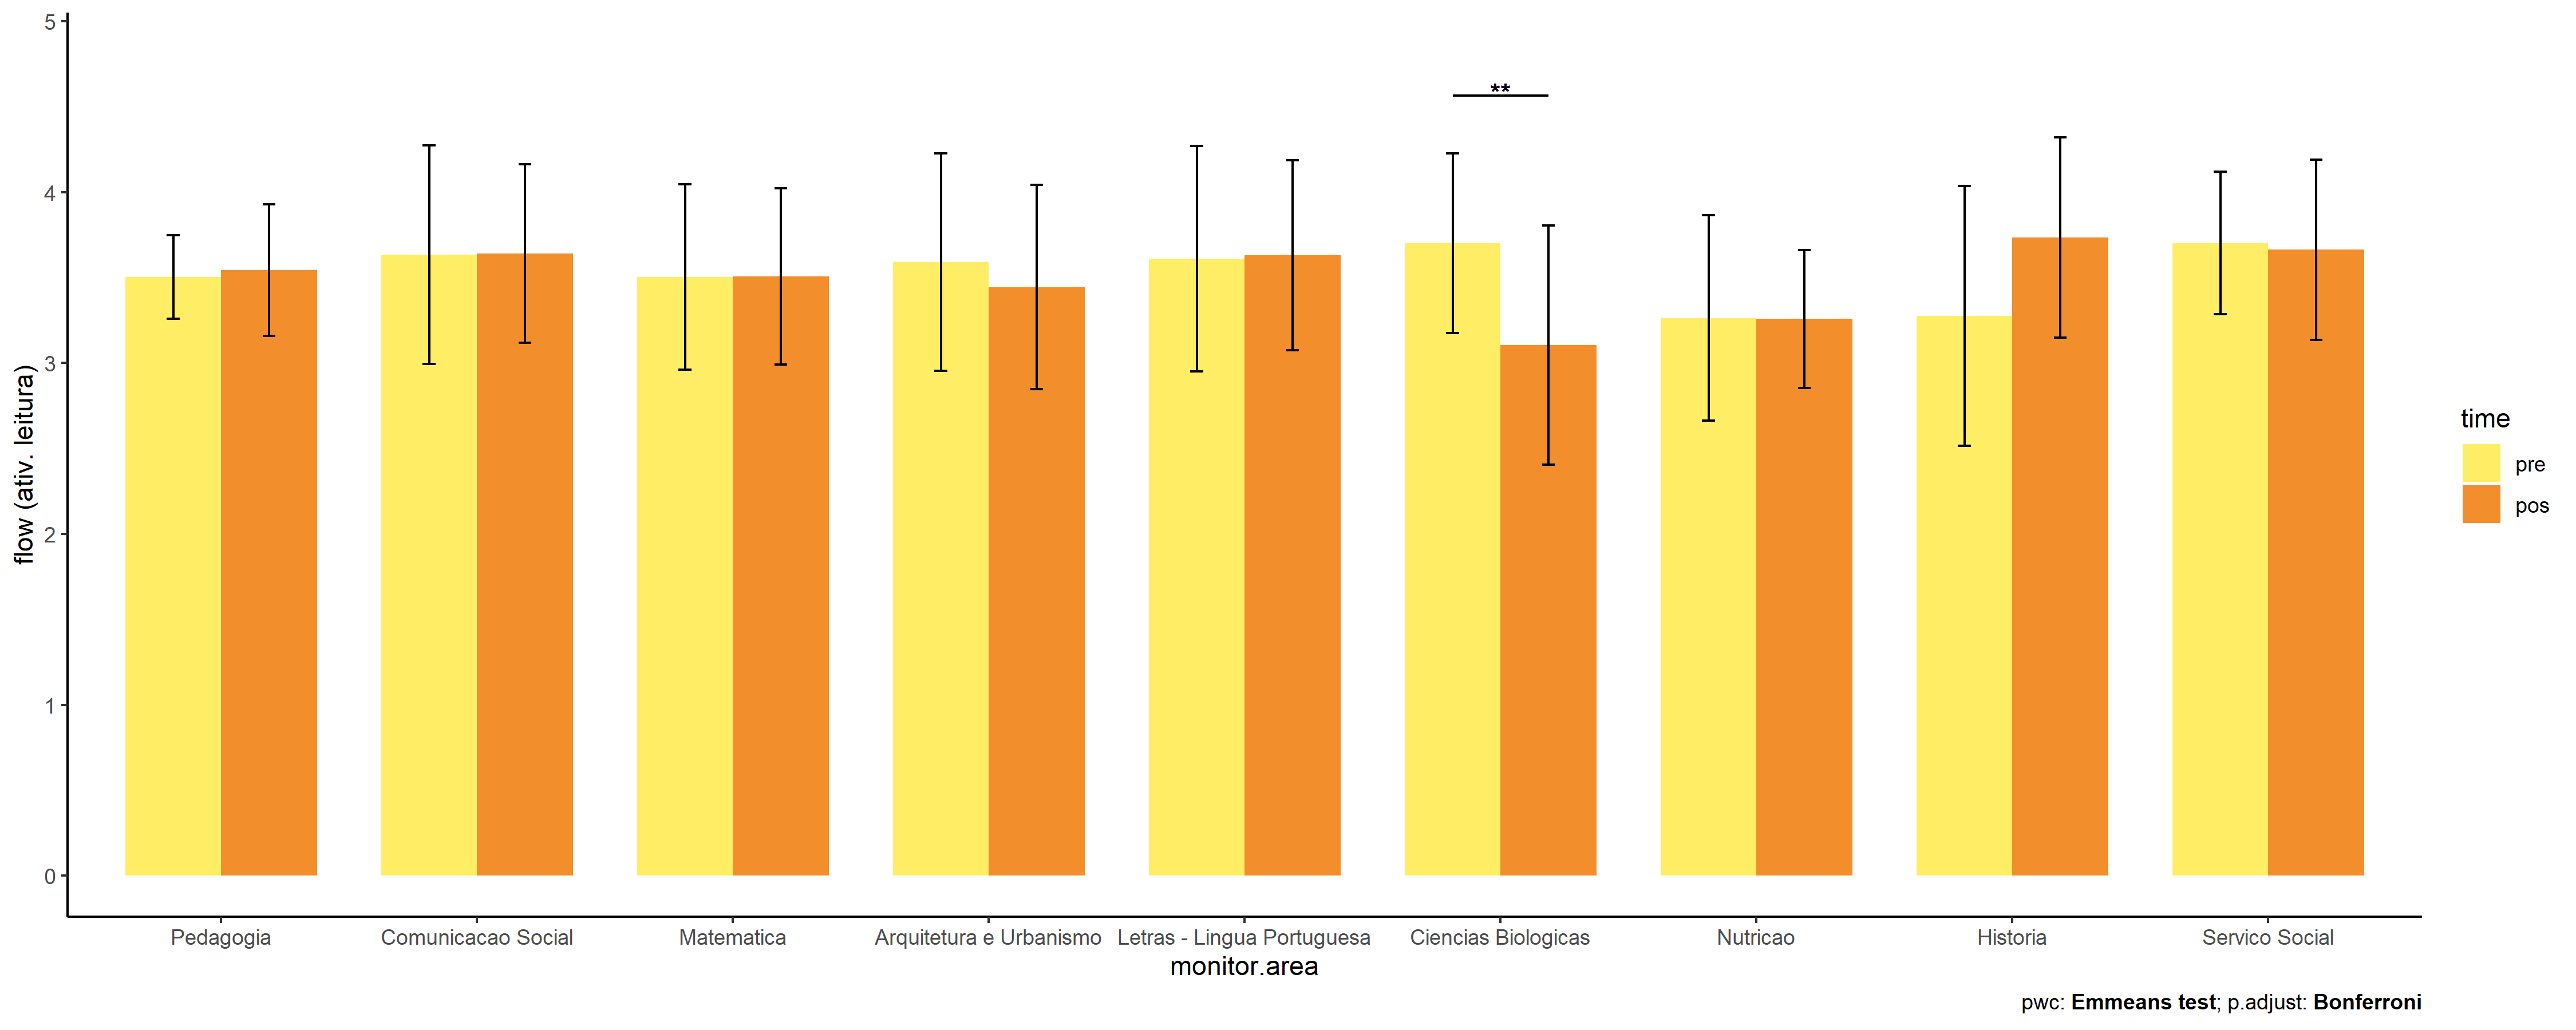 5
4
3
2
1
0
flow (ativ. leitura)
**
Pedagogia
Comunicacao Social
Matematica
Arquitetura e Urbanismo
Letras - Lingua Portuguesa
Ciencias Biologicas
Nutricao
Historia
Servico Social
monitor.area
time
pre
pos
pwc: Emmeans test; p.adjust: Bonferroni